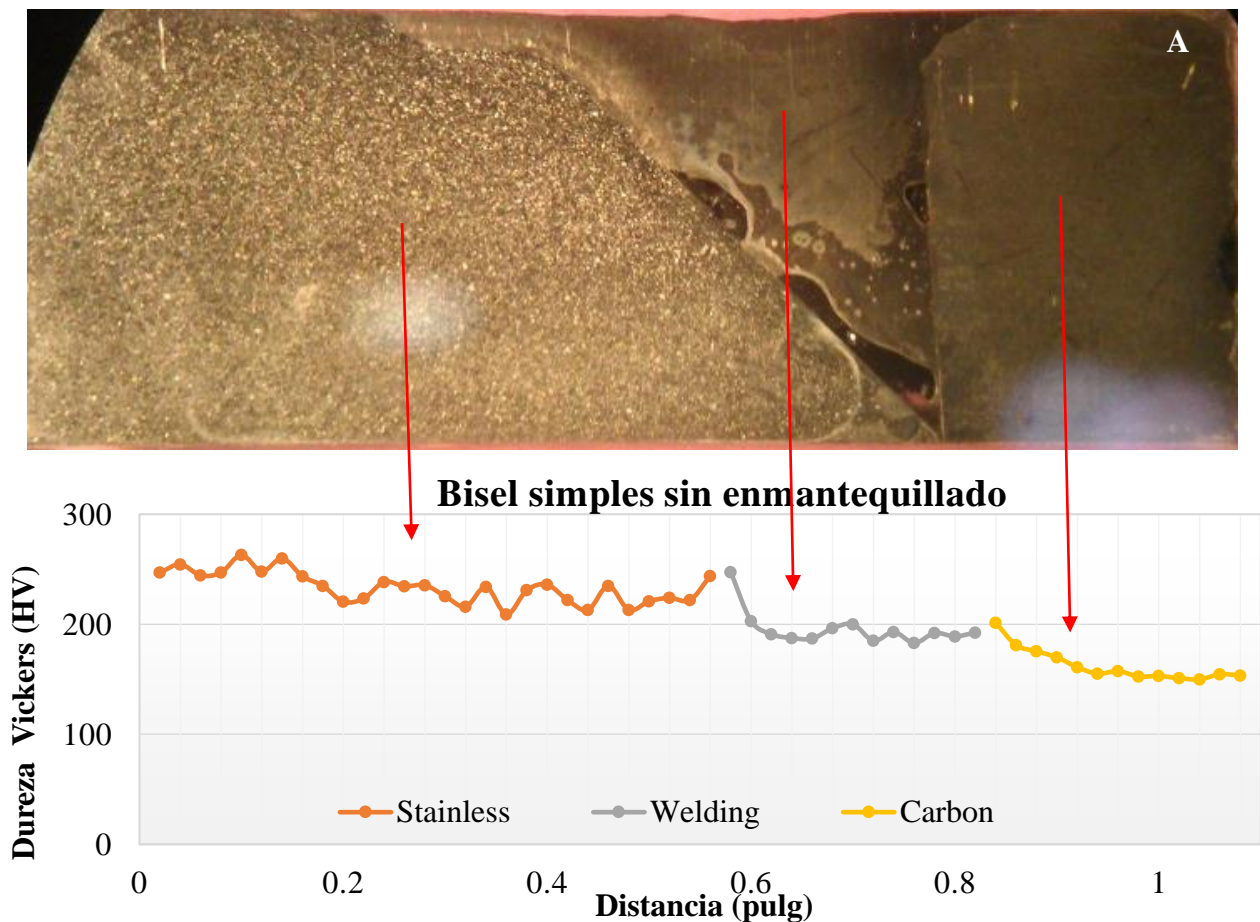 A
Bisel simples sin enmantequillado
300
200
100
0
Dureza Vickers (HV)
Stainless
Welding
Carbon
0
0.2
0.4
0.6
0.8
1
Distancia (pulg)